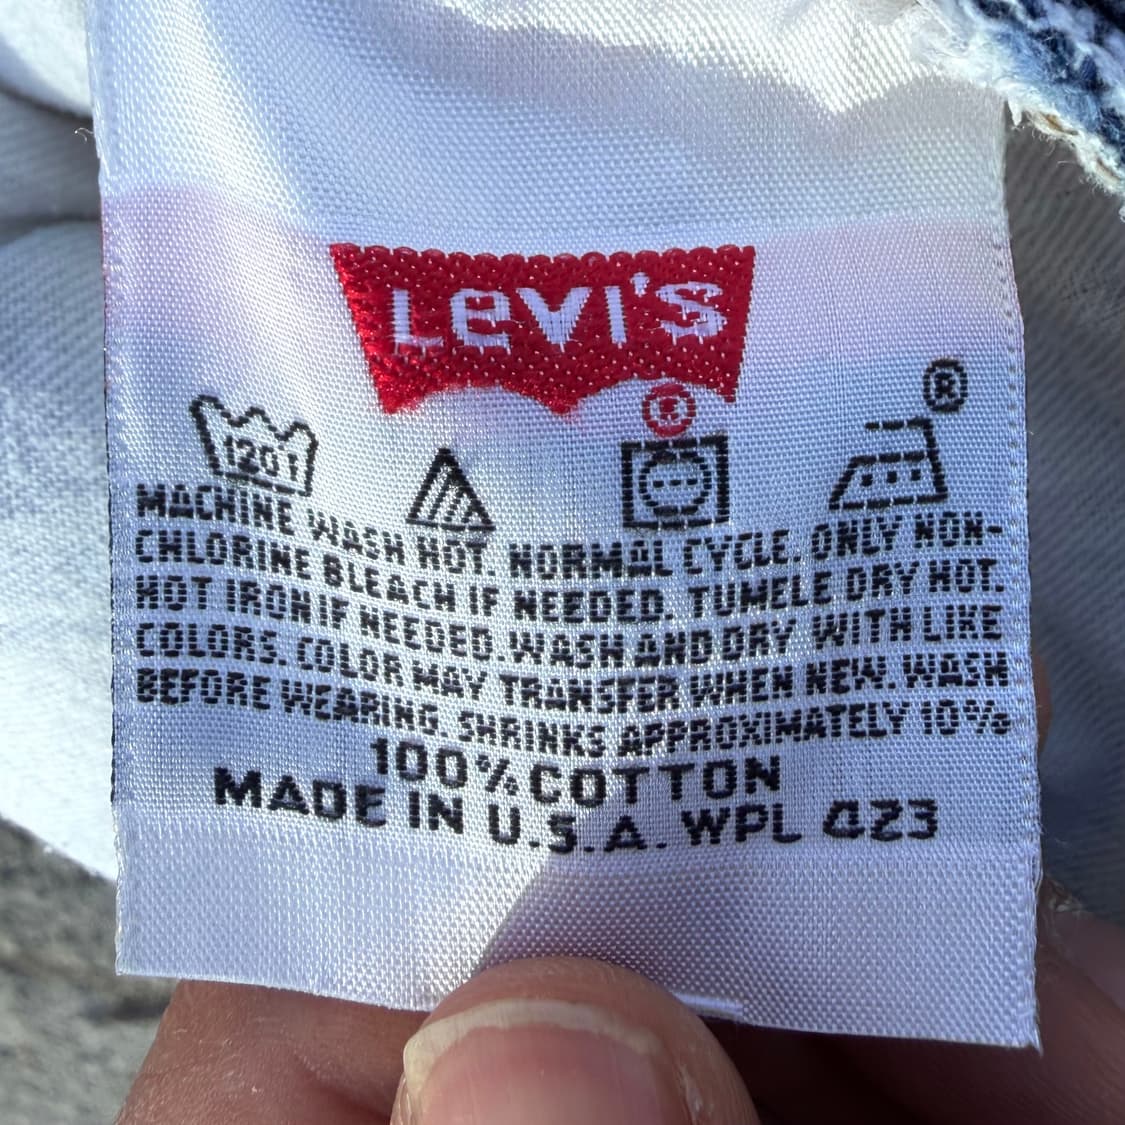 Levi's
®
®
120F
MACHINE WASH HOT. NORMAL CYCLE. ONLY NON-
CHLORINE BLEACH IF NEEDED. TUMBLE DRY HOT.
HOT IRON IF NEEDED. WASH AND DRY WITH LIKE
COLORS. COLOR MAY TRANSFER WHEN NEW. WASH
BEFORE WEARING. SHRINKS APPROXIMATELY 10%
100% COTTON
MADE IN U.S.A. WPL 423